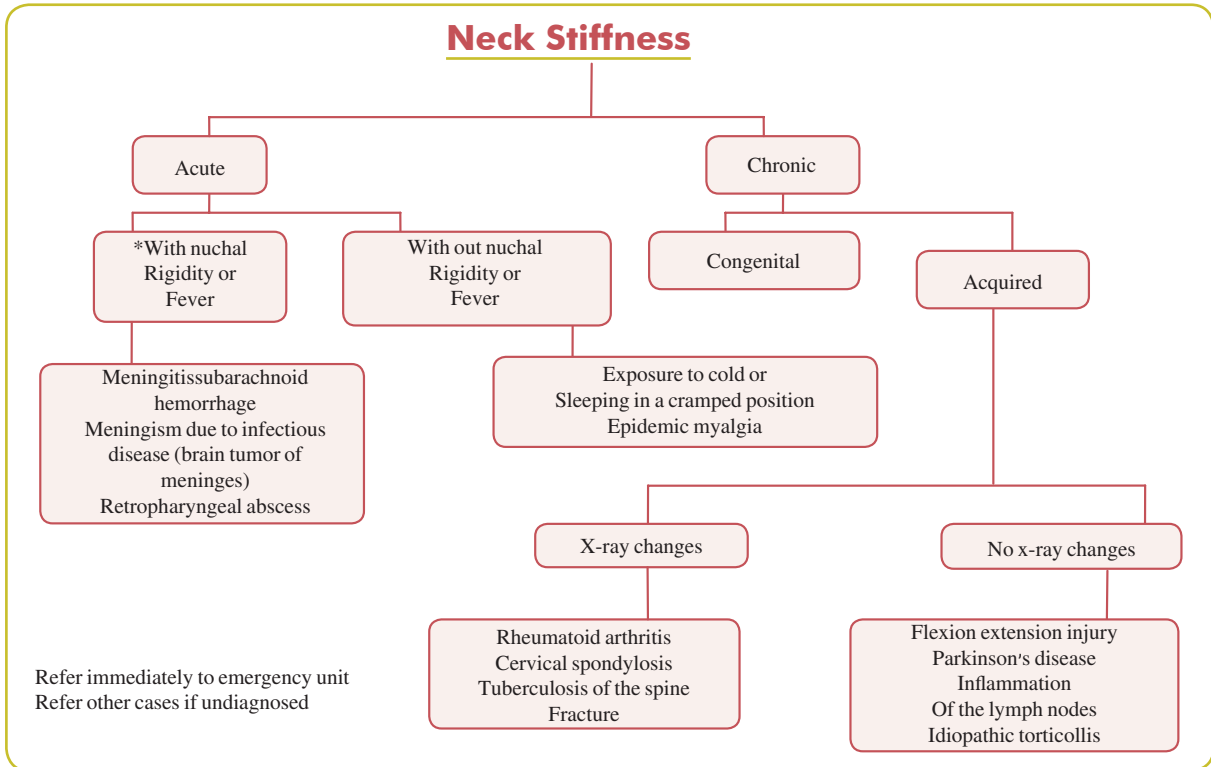 Neck Stiffness
Acute
Chronic
*With nuchal
Rigidity or
Fever
With out nuchal
Rigidity or
Fever
Congenital
Acquired
Meningitissubarachnoid
hemorrhage
Meningism due to infectious
disease (brain tumor of
meninges)
Retropharyngeal abscess
Exposure to cold or
Sleeping in a cramped position
Epidemic myalgia
X-ray changes
No x-ray changes
Rheumatoid arthritis
Cervical spondylosis
Tuberculosis of the spine
Fracture
Flexion extension injury
Parkinson's disease
Inflammation
Of the lymph nodes
Idiopathic torticollis
Refer immediately to emergency unit
Refer other cases if undiagnosed